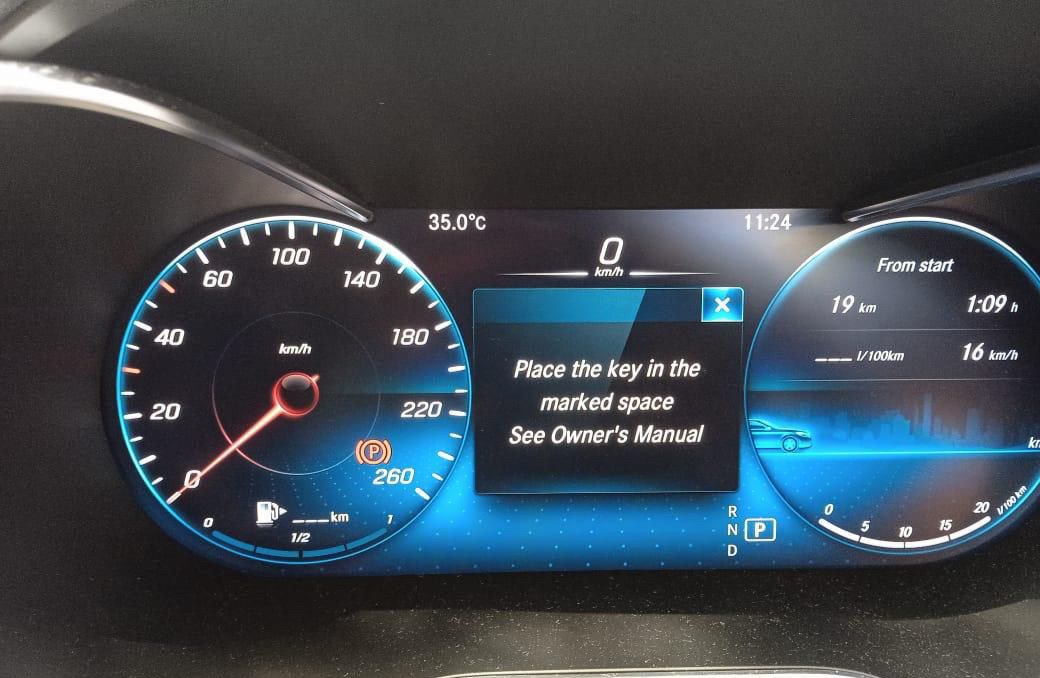 35.0°C
11:24
0
km/h
20
40
60
100
140
180
220
260
km/h
0
P
0
1/2
1
___ km
Place the key in the
marked space
See Owner's Manual
R
N
D
P
From start
19 km
1:09 h
___ l/100km
16 km/h
0
5
10
15
20
l/100 km